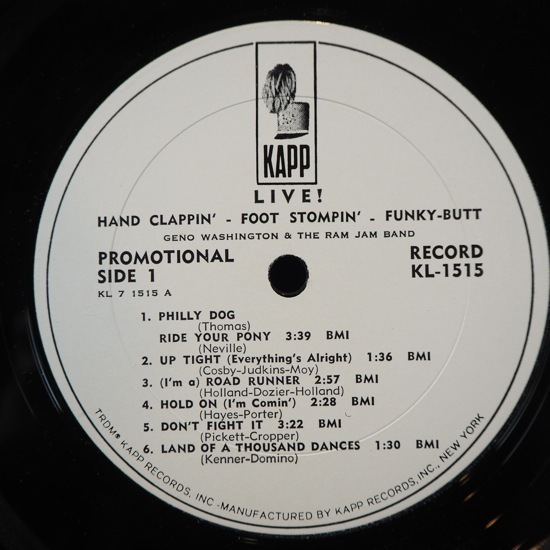 KAPP
LIVE!
HAND CLAPPIN' - FOOT STOMPIN' - FUNKY-BUTT
GENO WASHINGTON & THE RAM JAM BAND
PROMOTIONAL RECORD
SIDE 1 KL-1515
KL 7 1515 A
1. PHILLY DOG
(Thomas)
RIDE YOUR PONY 3:39 BMI
(Neville)
2. UP TIGHT (Everything's Alright) 1:36 BMI
(Cosby-Judkins-Moy)
3. (I'm a) ROAD RUNNER 2:57 BMI
(Holland-Dozier-Holland)
4. HOLD ON (I'm Comin') 2:28 BMI
(Hayes-Porter)
5. DON'T FIGHT IT 3:22 BMI
(Pickett-Cropper)
6. LAND OF A THOUSAND DANCES 1:30 BMI
(Kenner-Domino)
TRDMK KAPP RECORDS, INC - MANUFACTURED BY KAPP RECORDS, INC., NEW YORK